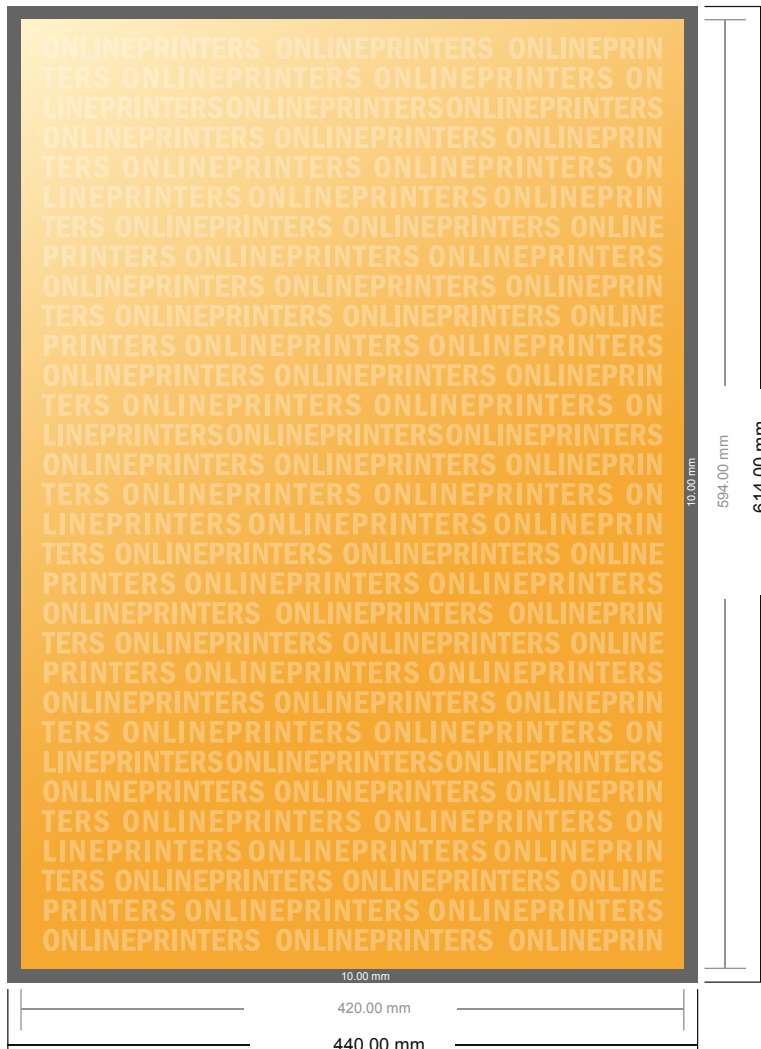 ONLINEPRINTERS ONLINEPRINTERS ONLINEPRIN
TERS ONLINEPRINTERS ONLINEPRINTERS ON
LINEPRINTERSONLINEPRINTERSONLINEPRINTERS
ONLINEPRINTERS ONLINEPRINTERS ONLINEPRIN
TERS ONLINEPRINTERS ONLINEPRINTERS ON
LINEPRINTERS ONLINEPRINTERS ONLINEPRIN
TERS ONLINEPRINTERS ONLINEPRINTERS ONLINE
PRINTERS ONLINEPRINTERS ONLINEPRINTERS
ONLINEPRINTERS ONLINEPRINTERS ONLINEPRIN
TERS ONLINEPRINTERS ONLINEPRINTERS ONLINE
PRINTERS ONLINEPRINTERS ONLINEPRINTERS
ONLINEPRINTERS ONLINEPRINTERS ONLINEPRIN
TERS ONLINEPRINTERS ONLINEPRINTERS ON
LINEPRINTERSONLINEPRINTERSONLINEPRINTERS
ONLINEPRINTERS ONLINEPRINTERS ONLINEPRIN
TERS ONLINEPRINTERS ONLINEPRINTERS ON
LINEPRINTERS ONLINEPRINTERS ONLINEPRIN
TERS ONLINEPRINTERS ONLINEPRINTERS ONLINE
PRINTERS ONLINEPRINTERS ONLINEPRINTERS
ONLINEPRINTERS ONLINEPRINTERS ONLINEPRIN
TERS ONLINEPRINTERS ONLINEPRINTERS ONLINE
PRINTERS ONLINEPRINTERS ONLINEPRINTERS
ONLINEPRINTERS ONLINEPRINTERS ONLINEPRIN
TERS ONLINEPRINTERS ONLINEPRINTERS ON
LINEPRINTERSONLINEPRINTERSONLINEPRINTERS
ONLINEPRINTERS ONLINEPRINTERS ONLINEPRIN
TERS ONLINEPRINTERS ONLINEPRINTERS ON
LINEPRINTERS ONLINEPRINTERS ONLINEPRIN
TERS ONLINEPRINTERS ONLINEPRINTERS ONLINE
PRINTERS ONLINEPRINTERS ONLINEPRINTERS
ONLINEPRINTERS ONLINEPRINTERS ONLINEPRIN
10.00 mm
594.00 mm
614.00 mm
10.00 mm
420.00 mm
440.00 mm